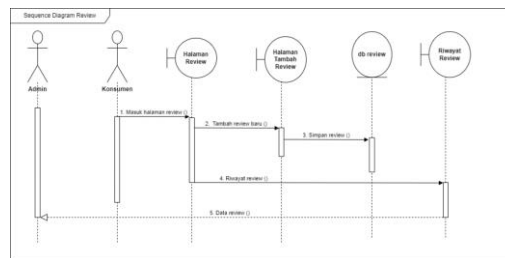 Sequence Diagram Review
Halaman
Review
Halaman
Tambah
Review
db review
Riwayat
Review
Admin
Konsumen
1. Masuk halaman review ()
2. Tambah review baru ()
3. Simpan review ()
4. Riwayat review ()
5. Data review ()